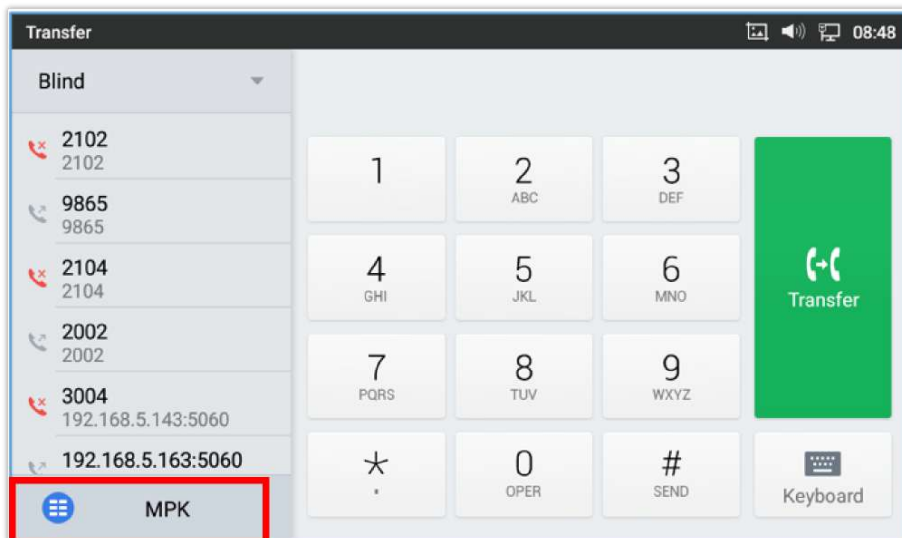 Transfer 08:48
Blind
2102
2102
9865
9865
2104
2104
2002
2002
3004
192.168.5.143:5060
192.168.5.163:5060
MPK
1
2
ABC
3
DEF
4
GHI
5
JKL
6
MNO
7
PQRS
8
TUV
9
WXYZ
*
.
0
OPER
#
SEND
Transfer
Keyboard